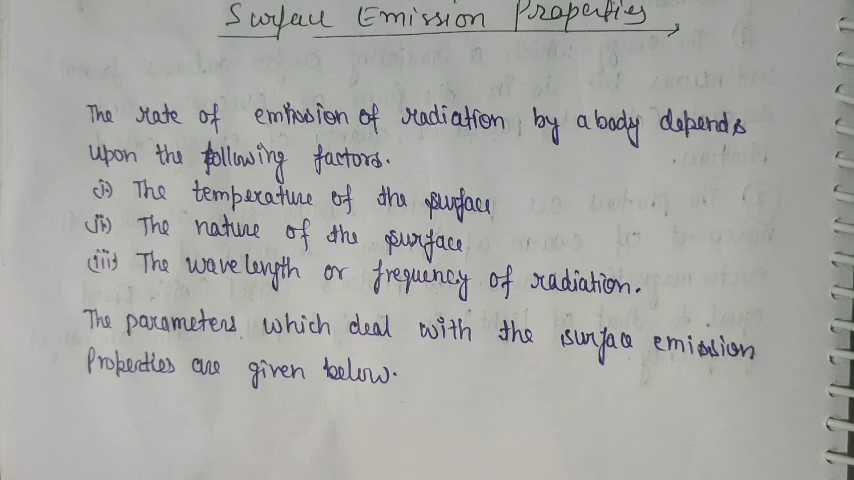 Surface Emission Properties
The rate of emission of radiation by a body depends
upon the following factors.
(i) The temperature of the surface
(ii) The nature of the surface
(iii) The wavelength or frequency of radiation.
The parameters which deal with the surface emission
Properties are given below.